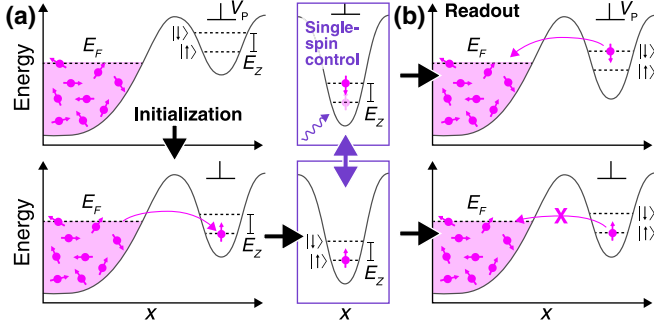 (a)
Energy
E_F
V_P
|↓⟩
|↑⟩
E_Z
Initialization
Single-
spin
control
E_Z
(b)
Readout
E_F
V_P
|↓⟩
|↑⟩
Energy
E_F
E_Z
x
|↓⟩
|↑⟩
E_Z
x
E_F
X
|↓⟩
|↑⟩
x